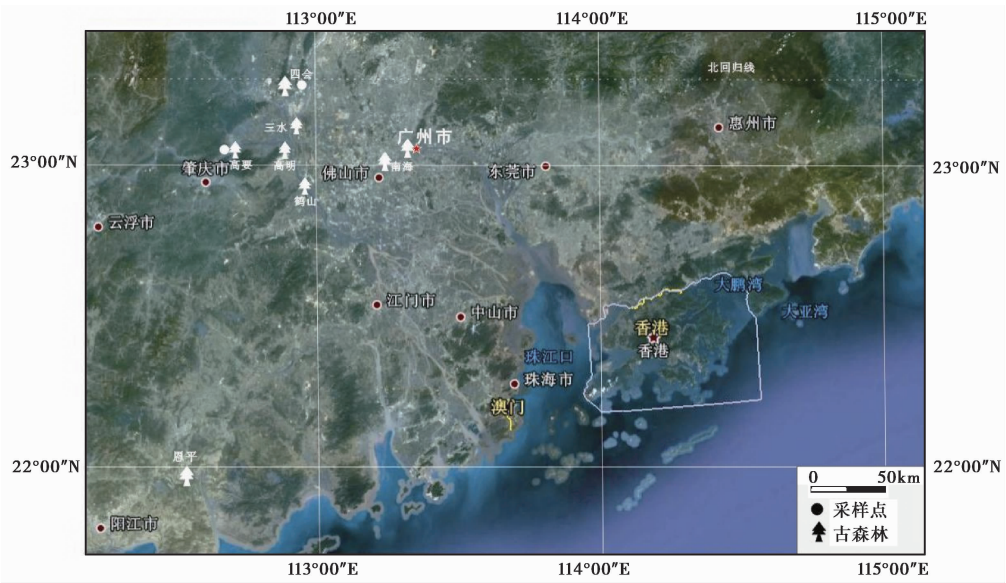 113°00″E 114°00″E 115°00″E
北回归线
四会
惠州市
三水
广州市
23°00″N 23°00″N
肇庆市 高要 高明 佛山市 南海 东莞市
鹤山
云浮市
大鹏湾
江门市 中山市 大亚湾
香港
香港
珠江口
珠海市
澳门
恩平
22°00″N 22°00″N
0 50km
采样点
阳江市
古森林
113°00″E 114°00″E 115°00″E